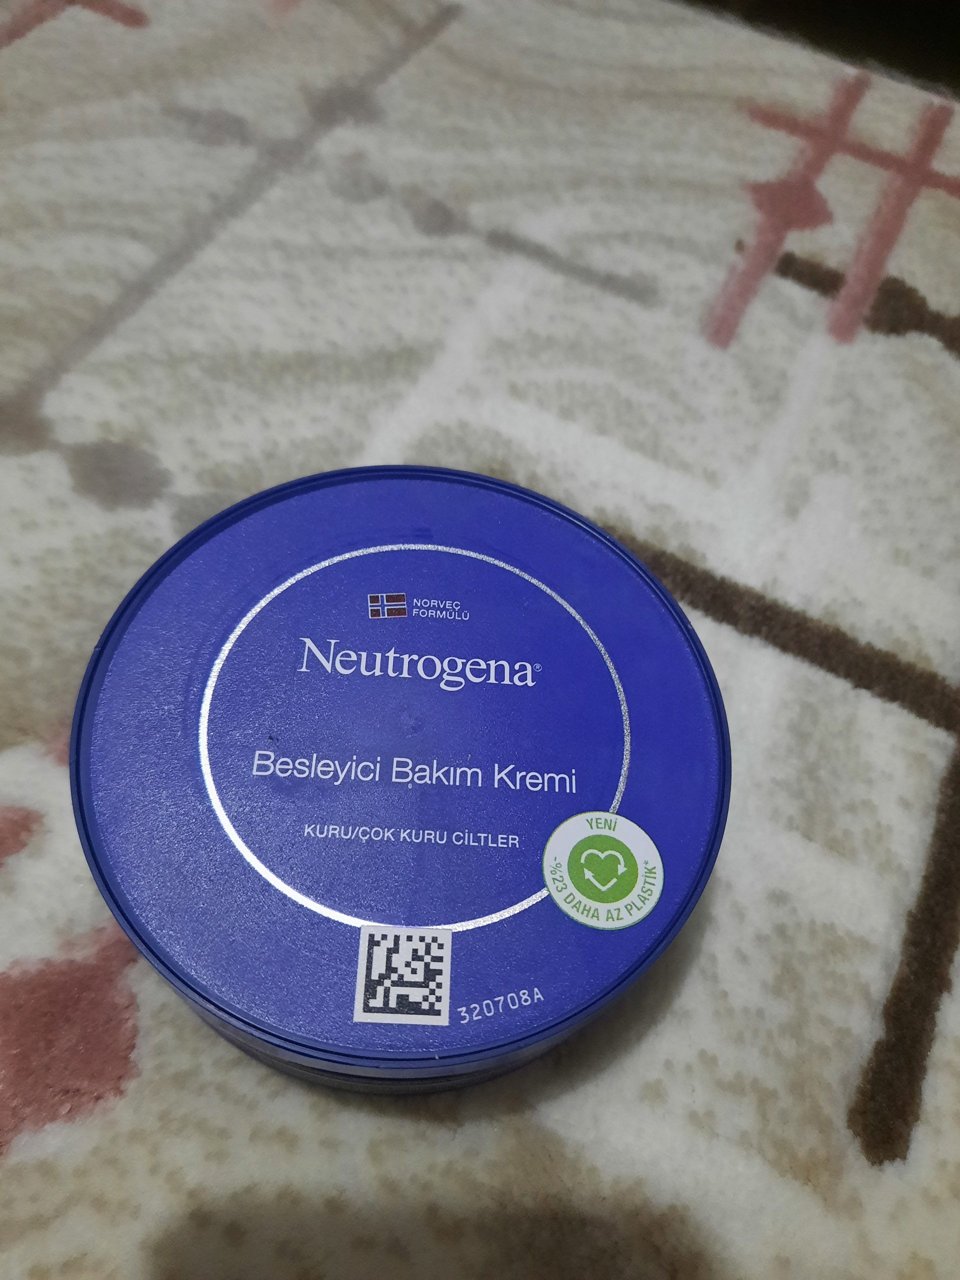 NORVEÇ
FORMÜLÜ
Neutrogena®
Besleyici Bakım Kremi
KURU/ÇOK KURU CİLTLER
YENİ
-%23 DAHA AZ PLASTİK*
320708A